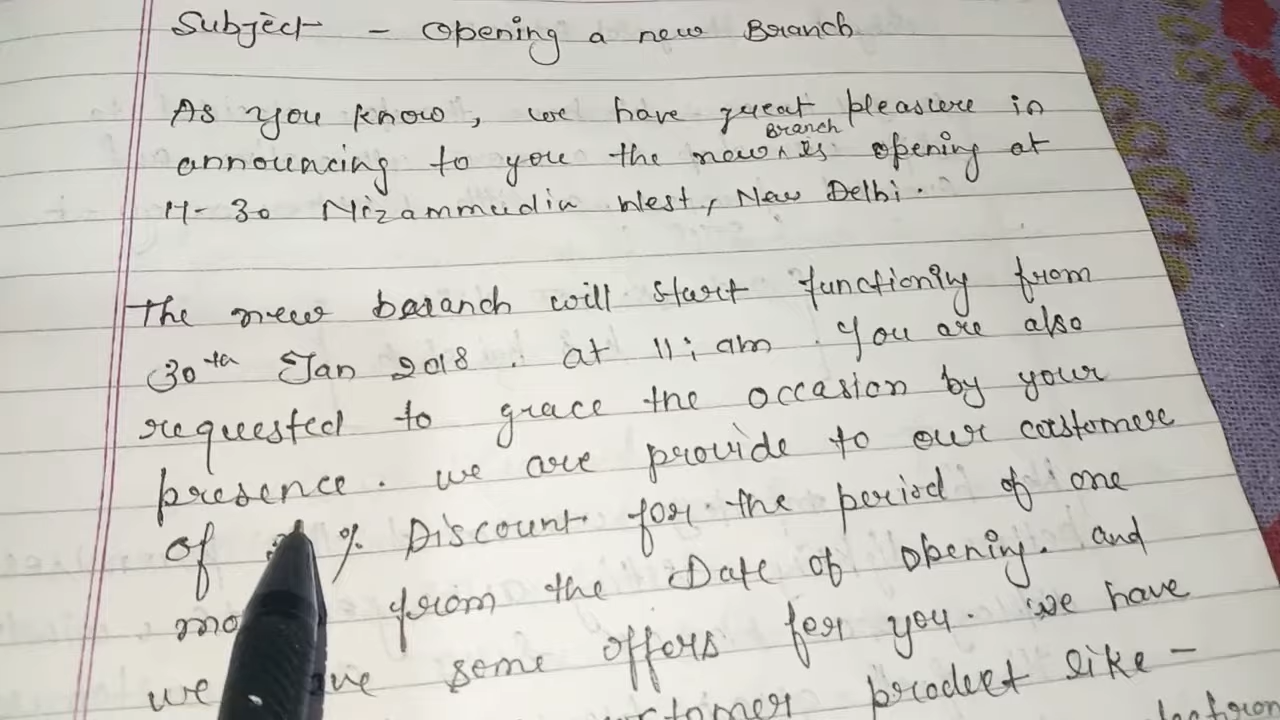 Subject - Opening a new Branch
As you know, we have great pleasure in
Branch
announcing to you the new is opening at
H-30 Nizammudin West, New Delhi.
The new branch will start functioning from
30th Jan 2018. at 11: am. You are also
requested to grace the occasion by your
presence. we are provide to our costomere
of % Discount for the period of one
from the Date of opening. and
we some offers for you. we have
product like -